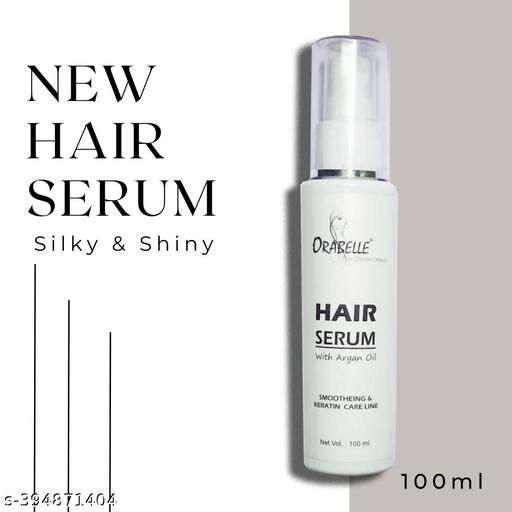 NEW
HAIR
SERUM
Silky & Shiny
ORABELLE®
HAIR
SERUM
With Argan Oil
SMOOTHEING &
KERATIN CARE LINE
Net Vol. : 100 ml.
100ml
s-394871404